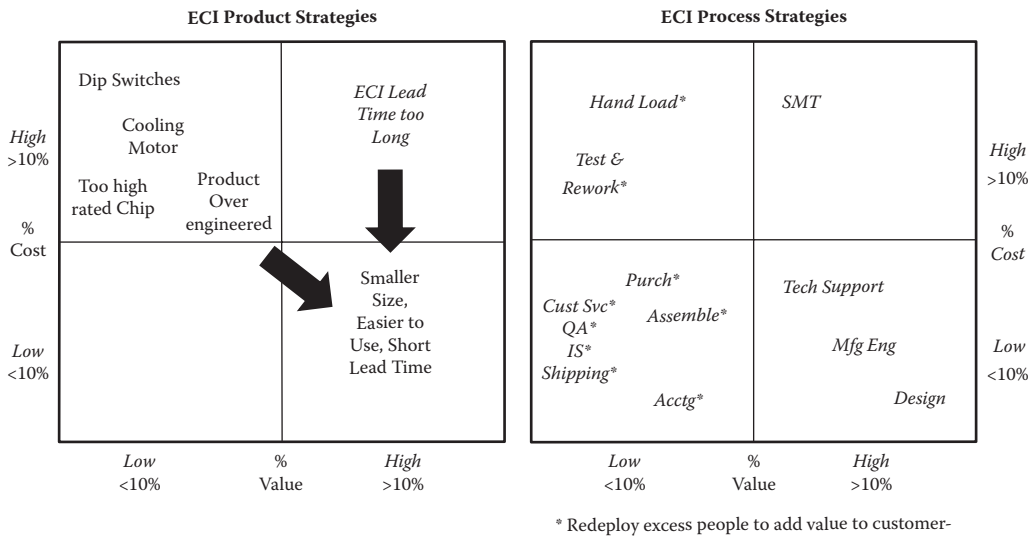 ECI Product Strategies
Dip Switches
Cooling
Motor
Too high
rated Chip
Product
Over
engineered
ECI Lead
Time too
Long
Smaller
Size,
Easier to
Use, Short
Lead Time
High
>10%
%
Cost
Low
<10%
Low
<10%
%
Value
High
>10%
ECI Process Strategies
Hand Load*
Test &
Rework*
SMT
Purch*
Cust Svc*
Assemble*
QA*
IS*
Shipping*
Acctg*
Tech Support
Mfg Eng
Design
High
>10%
%
Cost
Low
<10%
Low
<10%
%
Value
High
>10%
* Redeploy excess people to add value to customer-